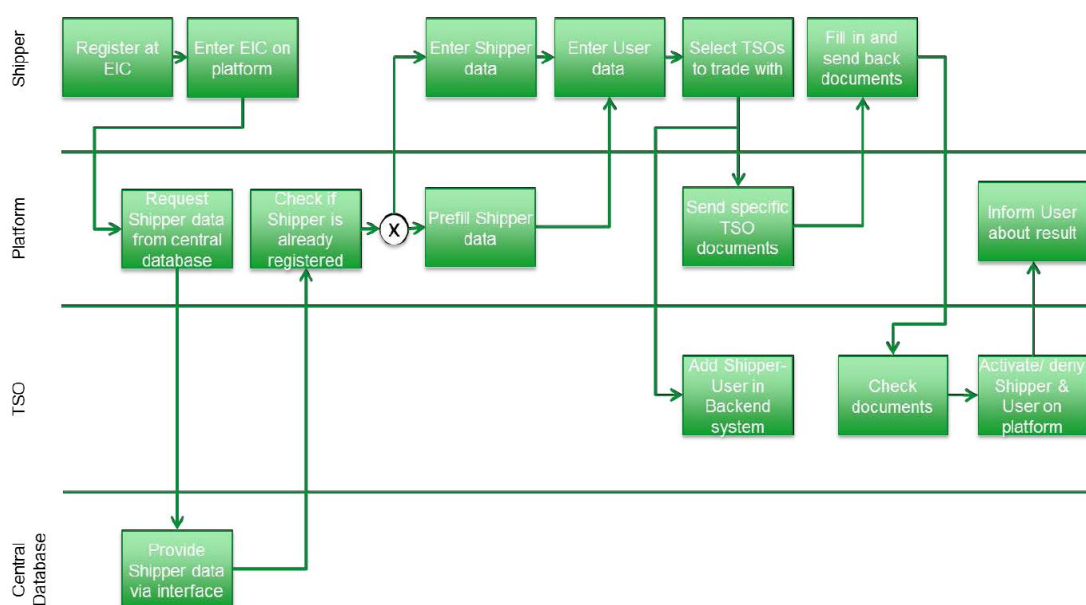 Shipper
Register at
EIC
Enter EIC on
platform
Enter Shipper
data
Enter User
data
Select TSOs
to trade with
Fill in and
send back
documents
Platform
Request
Shipper data
from central
database
Check if
Shipper is
already
registered
X
Prefill Shipper
data
Send specific
TSO
documents
Inform User
about result
TSO
Add Shipper-
User in
Backend
system
Check
documents
Activate/ deny
Shipper &
User on
platform
Central
Database
Provide
Shipper data
via interface